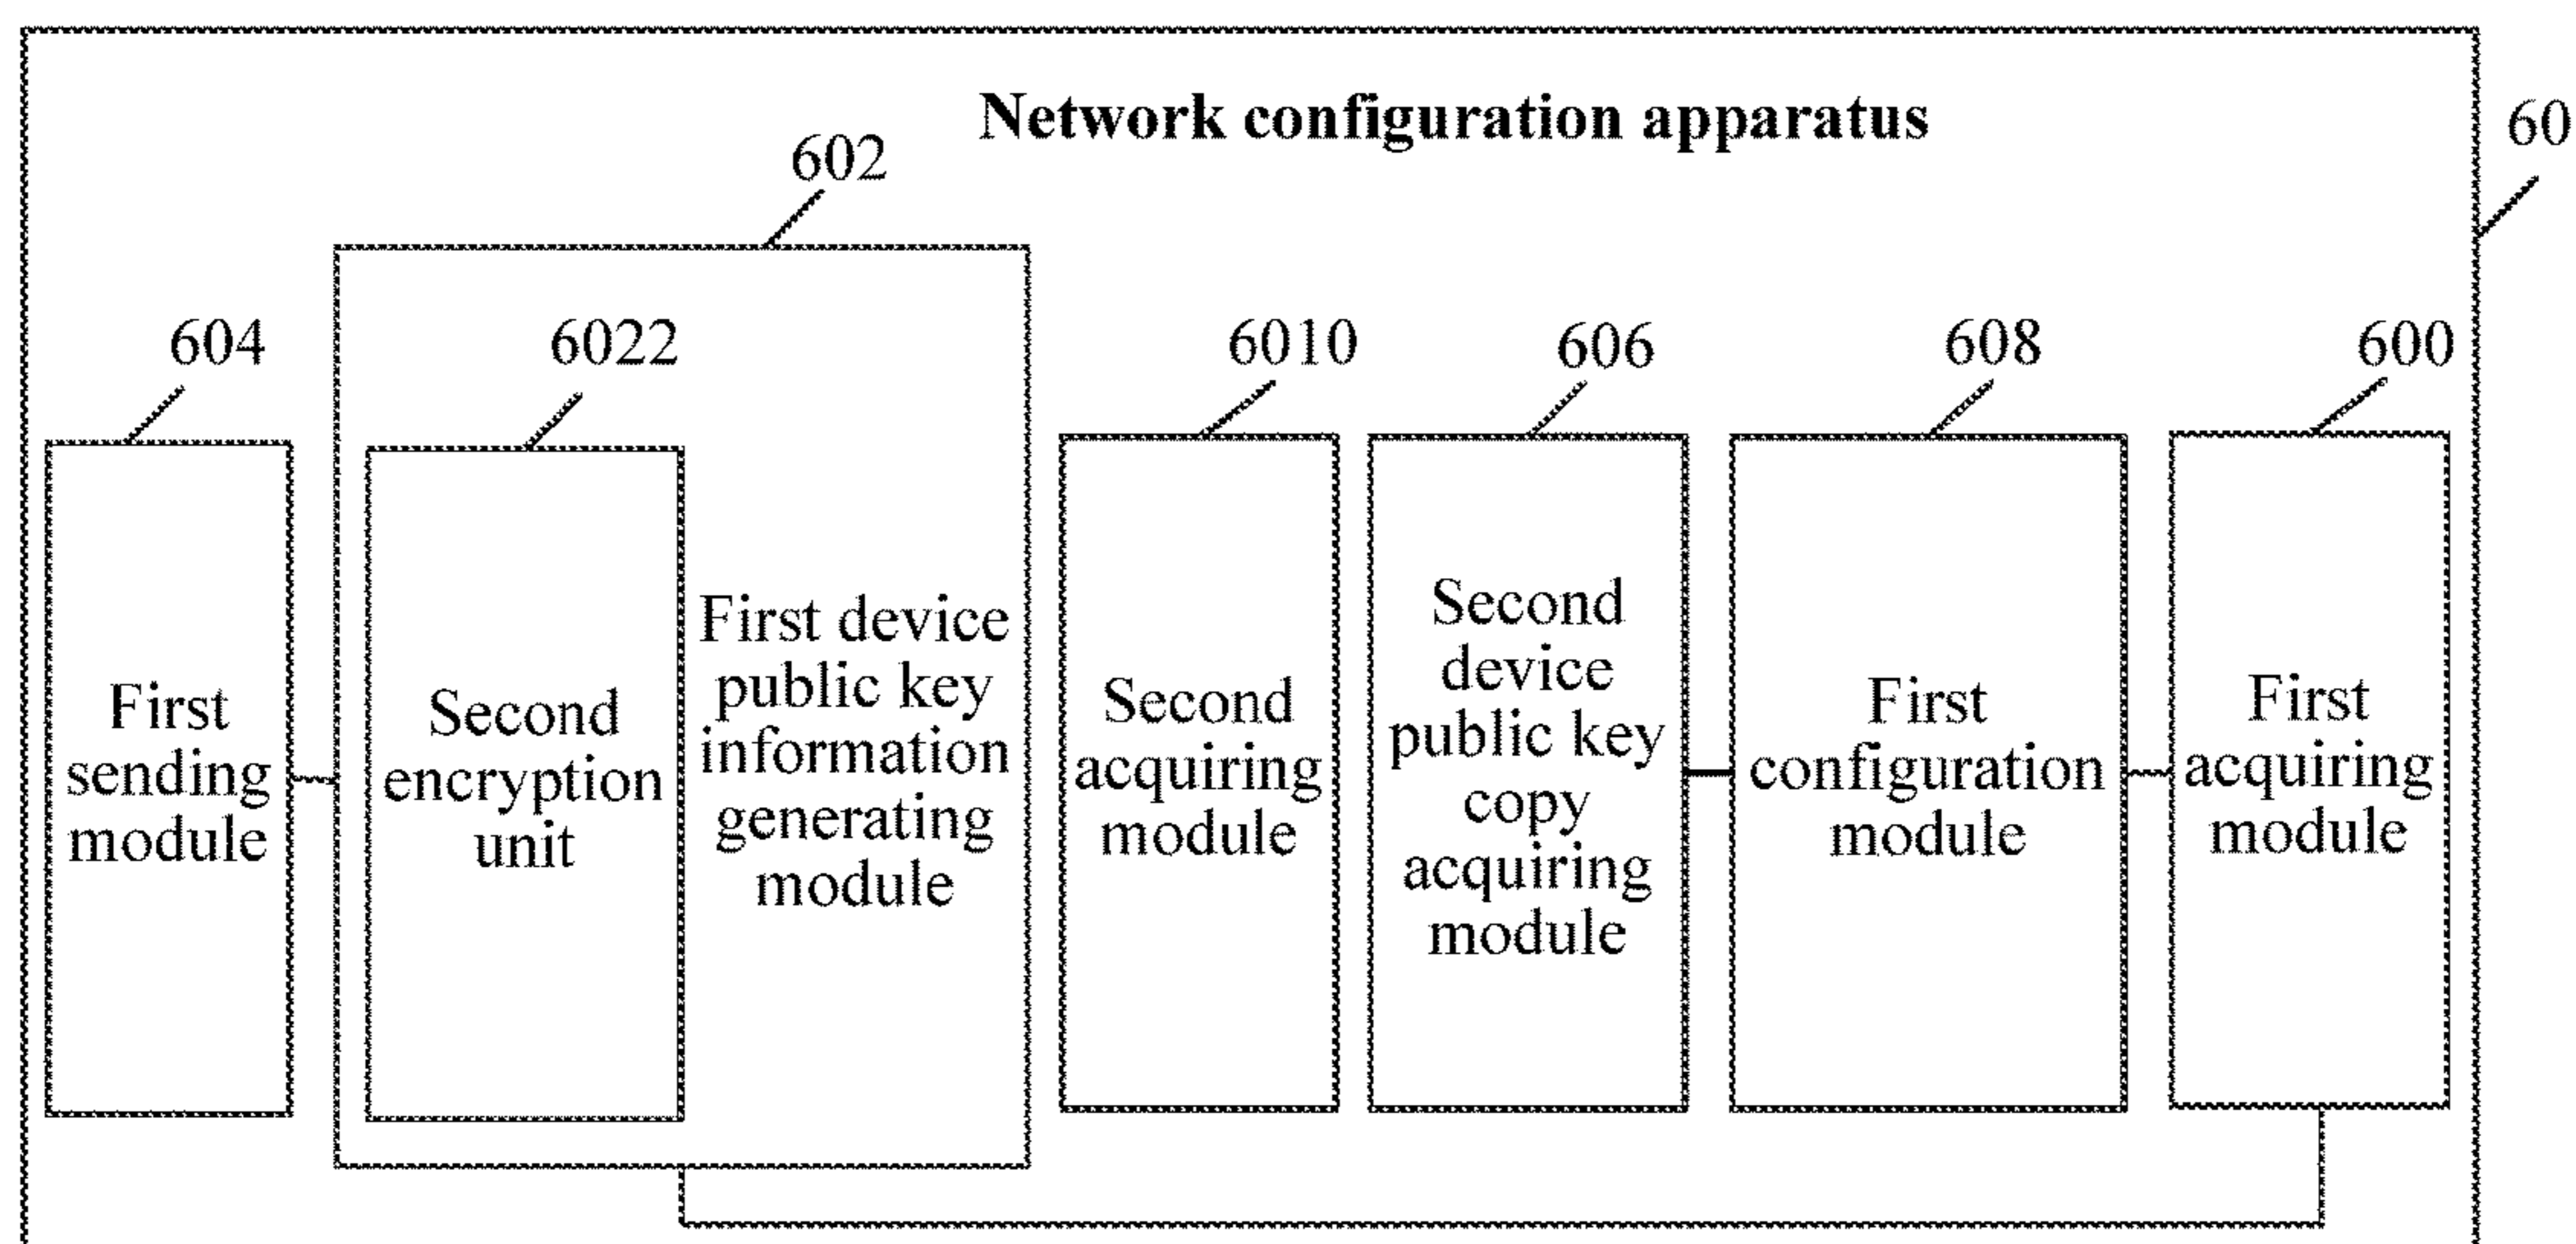 Network configuration apparatus
60
602
604
6022
6010
606
608
600
First
sending
module
Second
encryption
unit
First device
public key
information
generating
module
Second
acquiring
module
Second
device
public key
copy
acquiring
module
First
configuration
module
First
acquiring
module